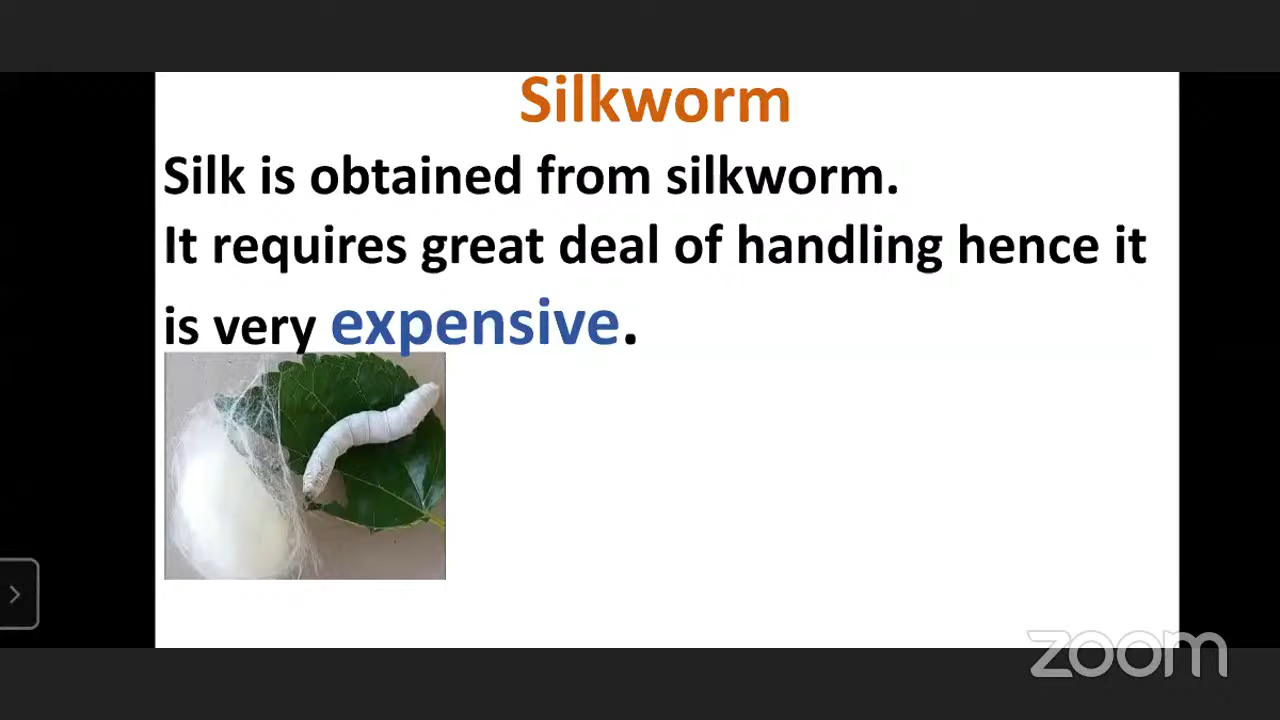 Silkworm
Silk is obtained from silkworm.
It requires great deal of handling hence it
is very expensive.
zoom